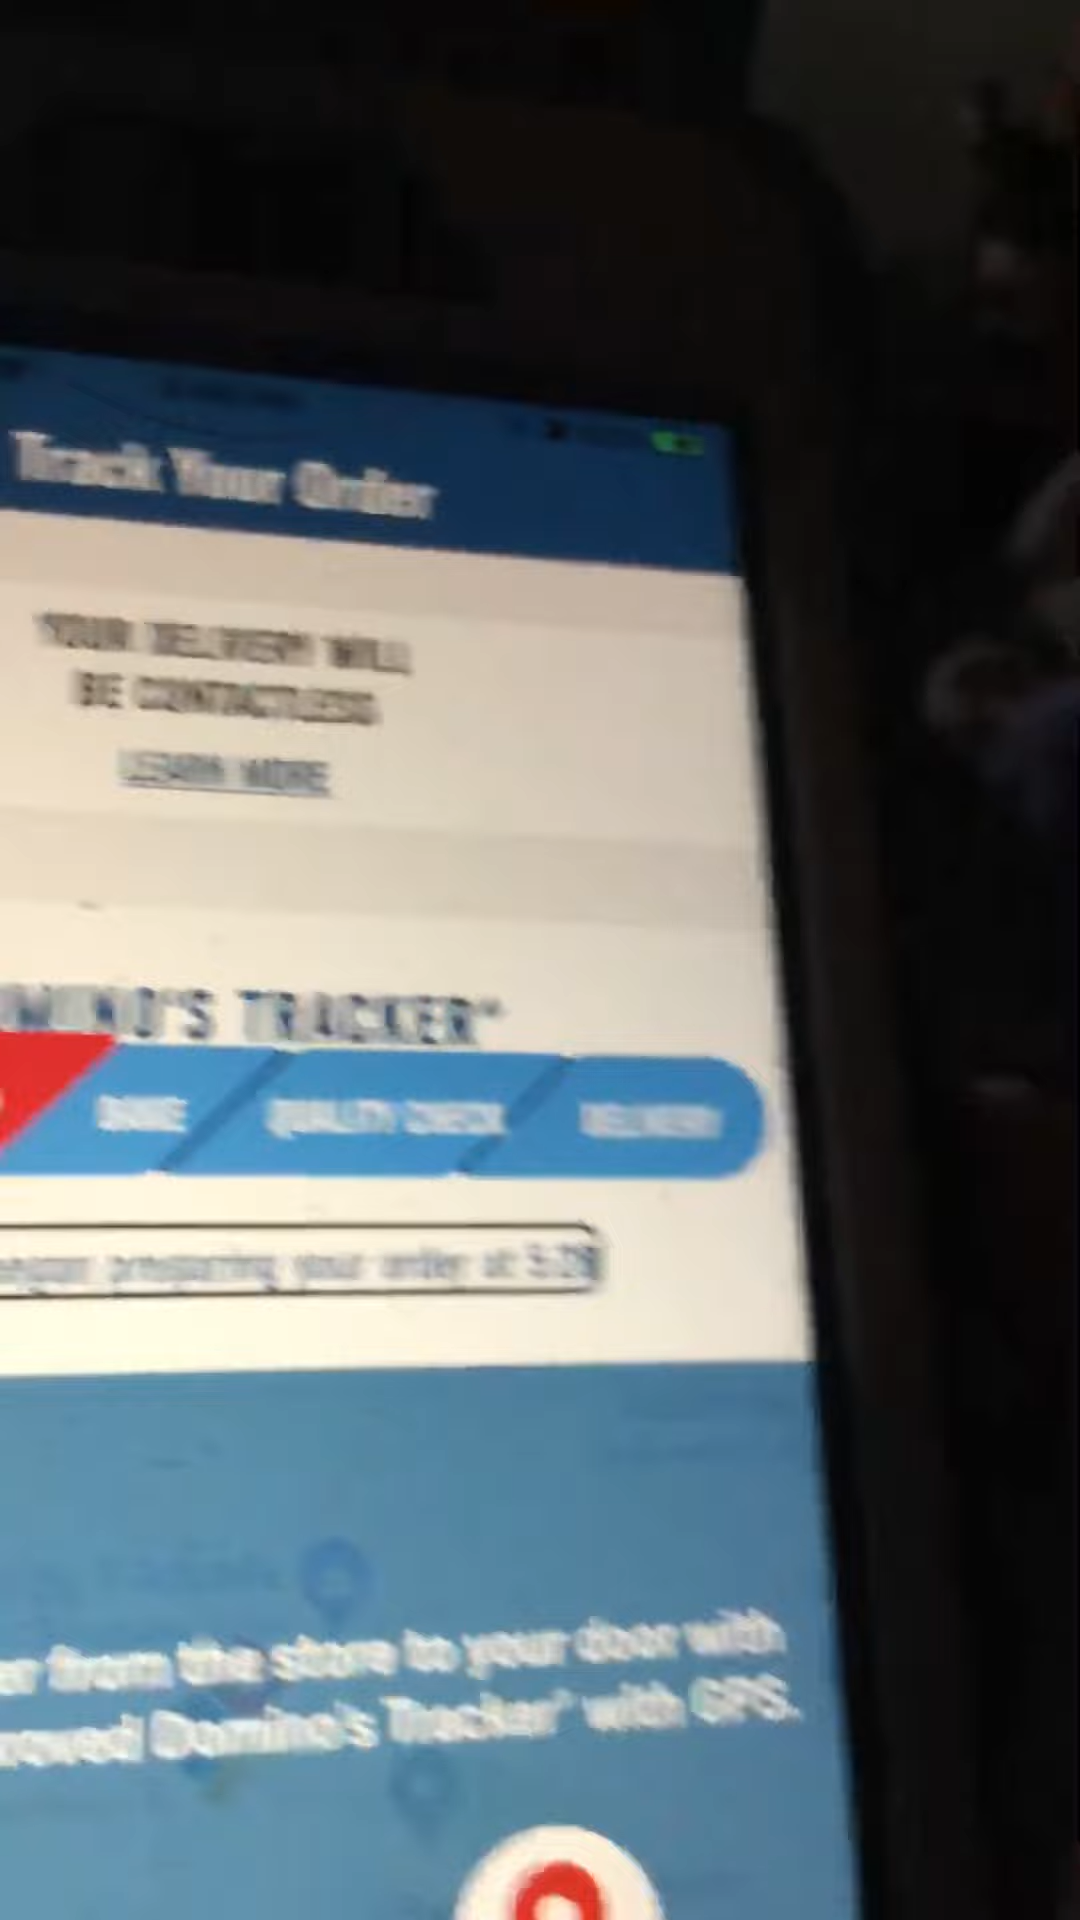 Track Your Order
YOUR DELIVERY WILL
BE CONTACTLESS
LEARN MORE
MINO'S TRACKER®
BAKE QUALITY CHECK DELIVERY
preparing your order at
from the store to your door with
Domino's Tracker® with GPS.